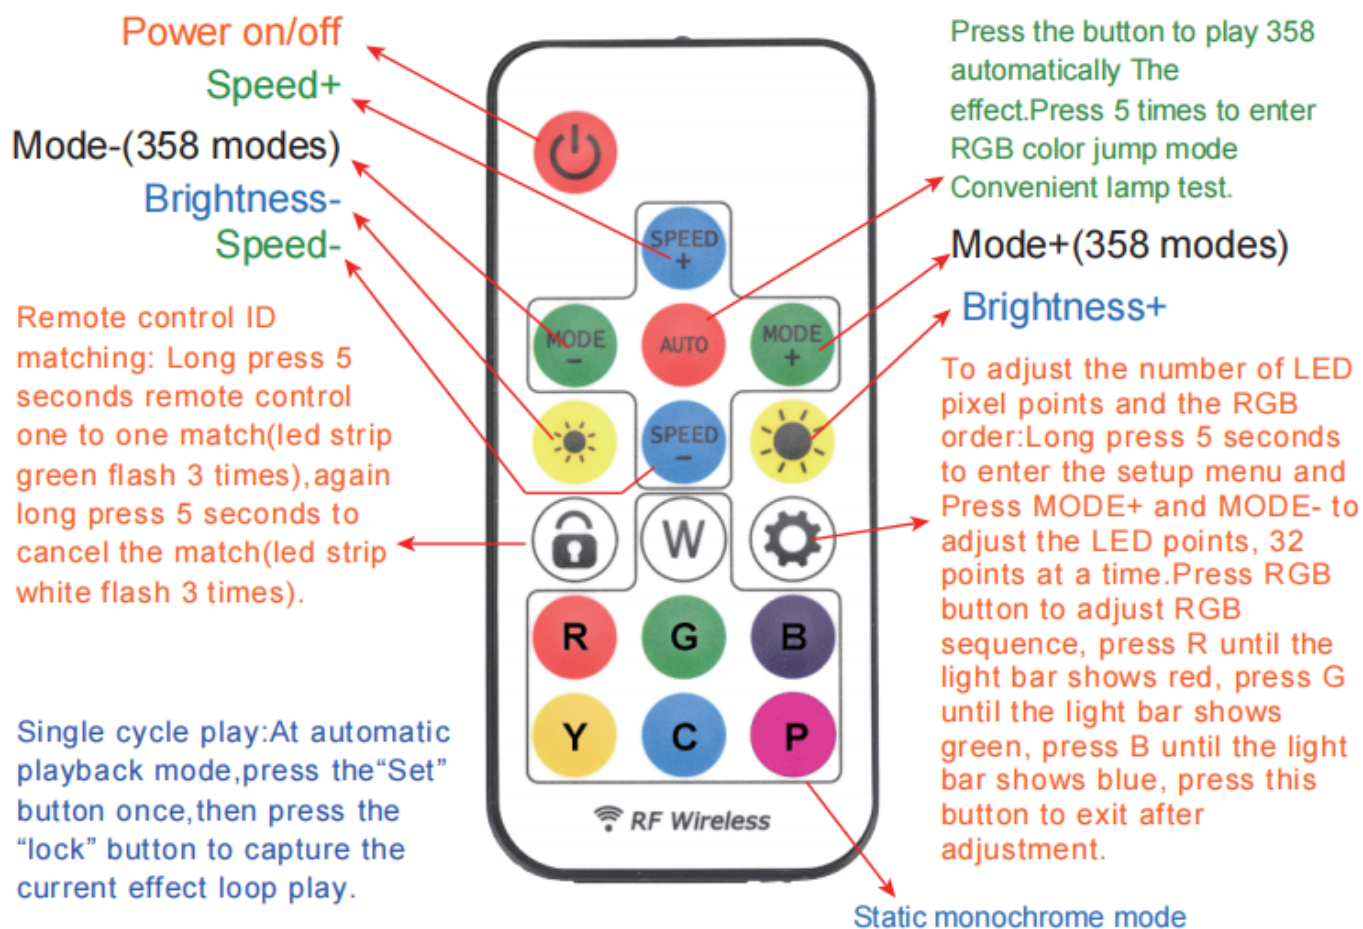 Power on/off
Speed+
Mode-(358 modes)
Brightness-
Speed-
Remote control ID
matching: Long press 5
seconds remote control
one to one match(led strip
green flash 3 times),again
long press 5 seconds to
cancel the match(led strip
white flash 3 times).
Single cycle play:At automatic
playback mode,press the“Set”
button once,then press the
“lock” button to capture the
current effect loop play.
SPEED
+
MODE
–
AUTO
MODE
+
SPEED
–
W
R
G
B
Y
C
P
RF Wireless
Press the button to play 358
automatically The
effect.Press 5 times to enter
RGB color jump mode
Convenient lamp test.
Mode+(358 modes)
Brightness+
To adjust the number of LED
pixel points and the RGB
order:Long press 5 seconds
to enter the setup menu and
Press MODE+ and MODE- to
adjust the LED points, 32
points at a time.Press RGB
button to adjust RGB
sequence, press R until the
light bar shows red, press G
until the light bar shows
green, press B until the light
bar shows blue, press this
button to exit after
adjustment.
Static monochrome mode